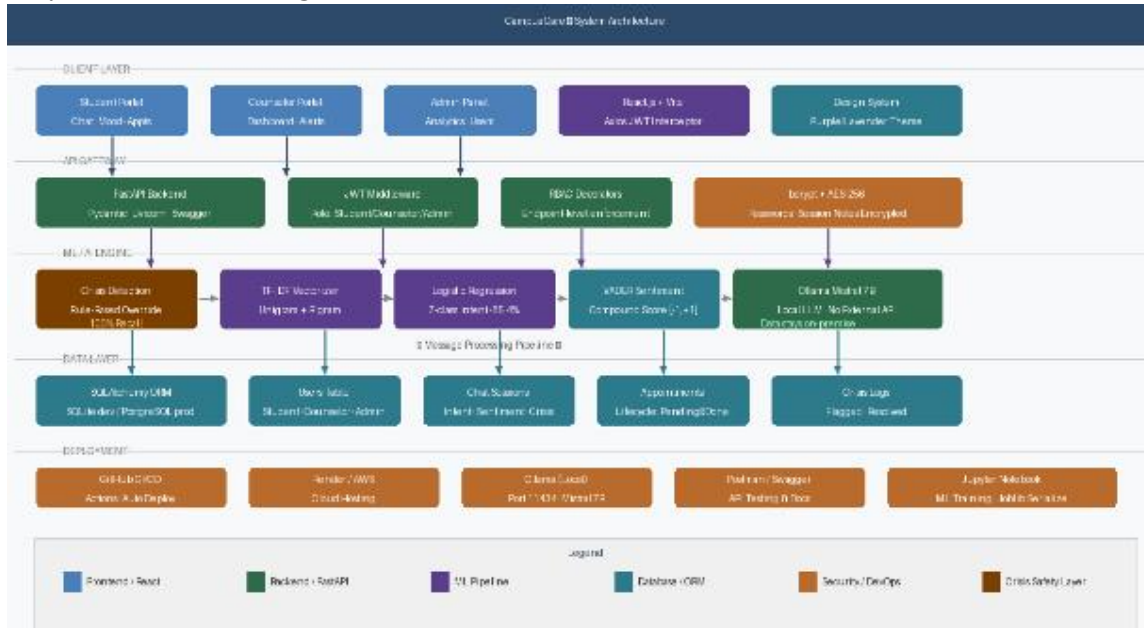 CampusCare System Architecture
CLIENT LAYER
Student Portal
Chat Mood Appts
Counselor Portal
Dashboard Alerts
Admin Panel
Analytics Users
React.js + Vite
Axios JWT Interceptor
Design System
Purple Lavender Theme
API GATEWAY
FastAPI Backend
Pydantic Uvicorn Swagger
JWT Middleware
Role: Student/Counselor/Admin
RBAC Decorators
Endpoint-level enforcement
bcrypt + AES-256
Passwords Session Notes Encrypted
ML / AI ENGINE
Crisis Detection
Rule-Based Override
100% Recall
TF-IDF Vectorizer
Unigram + Bigram
Logistic Regression
7-class Intent
VADER Sentiment
Compound Score [-1,+1]
Ollama Mistral 7B
Local LLM No External API
Data stays on-premise
Message Processing Pipeline
DATA LAYER
SQLAlchemy ORM
SQLite dev / PostgreSQL prod
Users Table
Student Counselor Admin
Chat Sessions
Intent Sentiment Crisis
Appointments
Lifecycle: Pending Done
Crisis Logs
Flagged Resolved
DEPLOYMENT
GitHub CI/CD
Actions Auto Deploy
Render / AWS
Cloud Hosting
Ollama (Local)
Port 11434 Mistral 7B
Postman / Swagger
API Testing & Docs
Jupyter Notebook
ML Training Joblib Serialize
Legend
Frontend / React
Backend / FastAPI
ML Pipeline
Database / ORM
Security / DevOps
Crisis Safety Layer